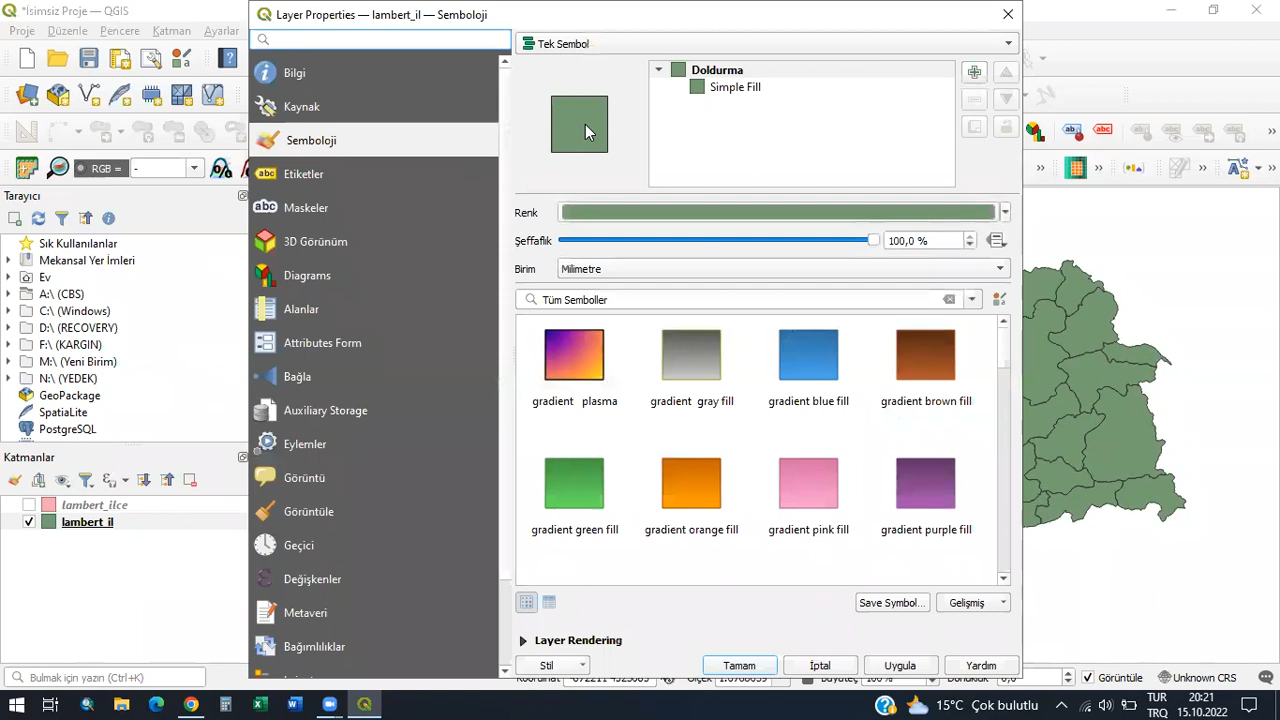 *İsimsiz Proje — QGIS
Layer Properties — lambert_il — Semboloji
Proje Düzenle Pencere Katman Ayarlar
Tek Sembol
Doldurma
Simple Fill
Bilgi
Kaynak
Semboloji
Etiketler
Maskeler
3D Görünüm
Diagrams
Alanlar
Attributes Form
Bağla
Auxiliary Storage
Eylemler
Görüntü
Görüntüle
Geçici
Değişkenler
Metaveri
Bağımlılıklar
RGB = -
abc abc
abc
abc
Renk
Şeffaflık 100,0 %
Birim Milimetre
Tüm Semboller
gradient plasma gradient gray fill gradient blue fill gradient brown fill
gradient green fill gradient orange fill gradient pink fill gradient purple fill
Save Symbol... Gelişmiş
Layer Rendering
Stil Tamam İptal Uygula Yardım
Tarayıcı
Sık Kullanılanlar
Mekansal Yer İmleri
Ev
A:\ (CBS)
C:\ (Windows)
D:\ (RECOVERY)
F:\ (KARGIN)
M:\ (Yeni Birim)
N:\ (YEDEK)
GeoPackage
SpatiaLite
PostgreSQL
Katmanlar
lambert_ilce
lambert_il
Bulmak için yazın (Ctrl+K)
Görüntüle Unknown CRS
15°C Çok bulutlu
TUR
TRQ
20:21
15.10.2022